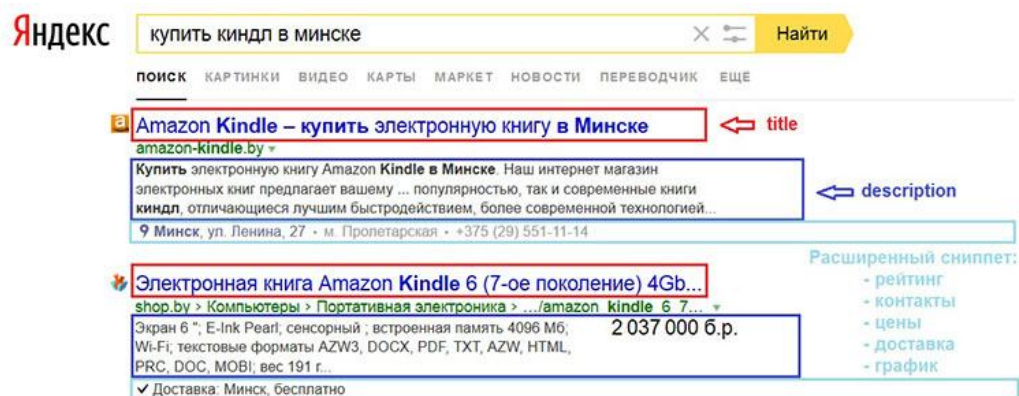 Яндекс
купить киндл в минске
Найти
ПОИСК КАРТИНКИ ВИДЕО КАРТЫ МАРКЕТ НОВОСТИ ПЕРЕВОДЧИК ЕЩЁ
a Amazon Kindle – купить электронную книгу в Минске
title
amazon-kindle.by
Купить электронную книгу Amazon Kindle в Минске. Наш интернет магазин
электронных книг предлагает вашему ... популярностью, так и современные книги
киндл, отличающиеся лучшим быстродействием, более современной технологией...
description
Минск, ул. Ленина, 27 • м. Пролетарская • +375 (29) 551-11-14
Расширенный сниппет:
- рейтинг
- контакты
- цены
- доставка
- график
Электронная книга Amazon Kindle 6 (7-ое поколение) 4Gb...
shop.by › Компьютеры › Портативная электроника › .../amazon_kindle_6_7...
Экран 6 "; E-Ink Pearl; сенсорный ; встроенная память 4096 Мб;
Wi-Fi; текстовые форматы AZW3, DOCX, PDF, TXT, AZW, HTML,
PRC, DOC, MOBI; вес 191 г...
2 037 000 б.р.
✓ Доставка: Минск, бесплатно